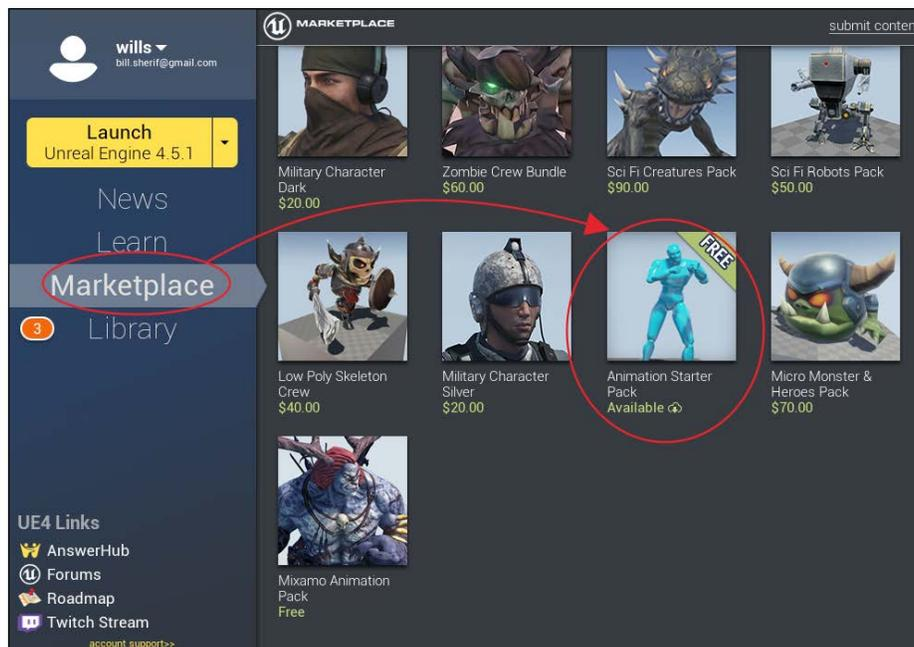 wills
bill.sherif@gmail.com
Launch
Unreal Engine 4.5.1
News
Learn
Marketplace
3
Library
UE4 Links
AnswerHub
Forums
Roadmap
Twitch Stream
account support>>
MARKETPLACE
submit conten
Military Character
Dark
$20.00
Zombie Crew Bundle
$60.00
Sci Fi Creatures Pack
$90.00
Sci Fi Robots Pack
$50.00
Low Poly Skeleton
Crew
$40.00
Military Character
Silver
$20.00
FREE
Animation Starter
Pack
Available
Micro Monster &
Heroes Pack
$70.00
Mixamo Animation
Pack
Free